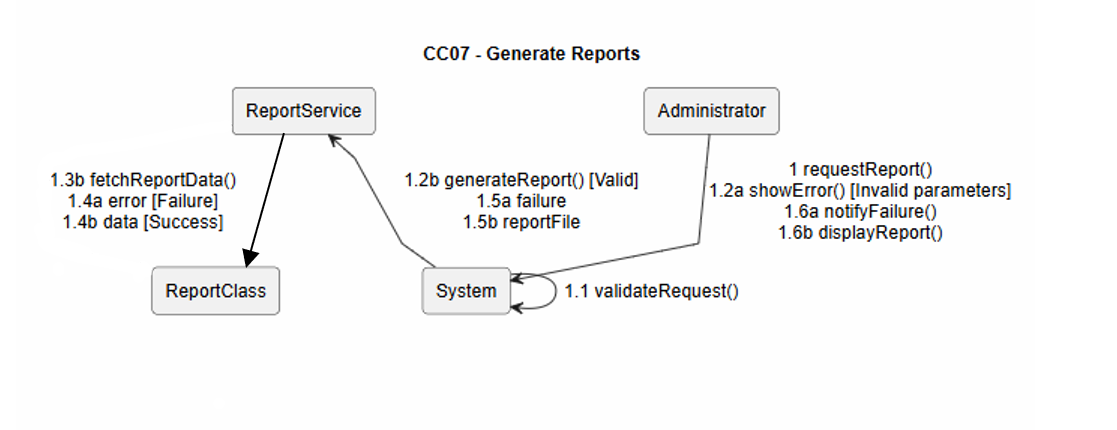 CC07 - Generate Reports
ReportService
Administrator
1.3b fetchReportData()
1.4a error [Failure]
1.4b data [Success]
1.2b generateReport() [Valid]
1.5a failure
1.5b reportFile
1 requestReport()
1.2a showError() [Invalid parameters]
1.6a notifyFailure()
1.6b displayReport()
ReportClass
System
1.1 validateRequest()